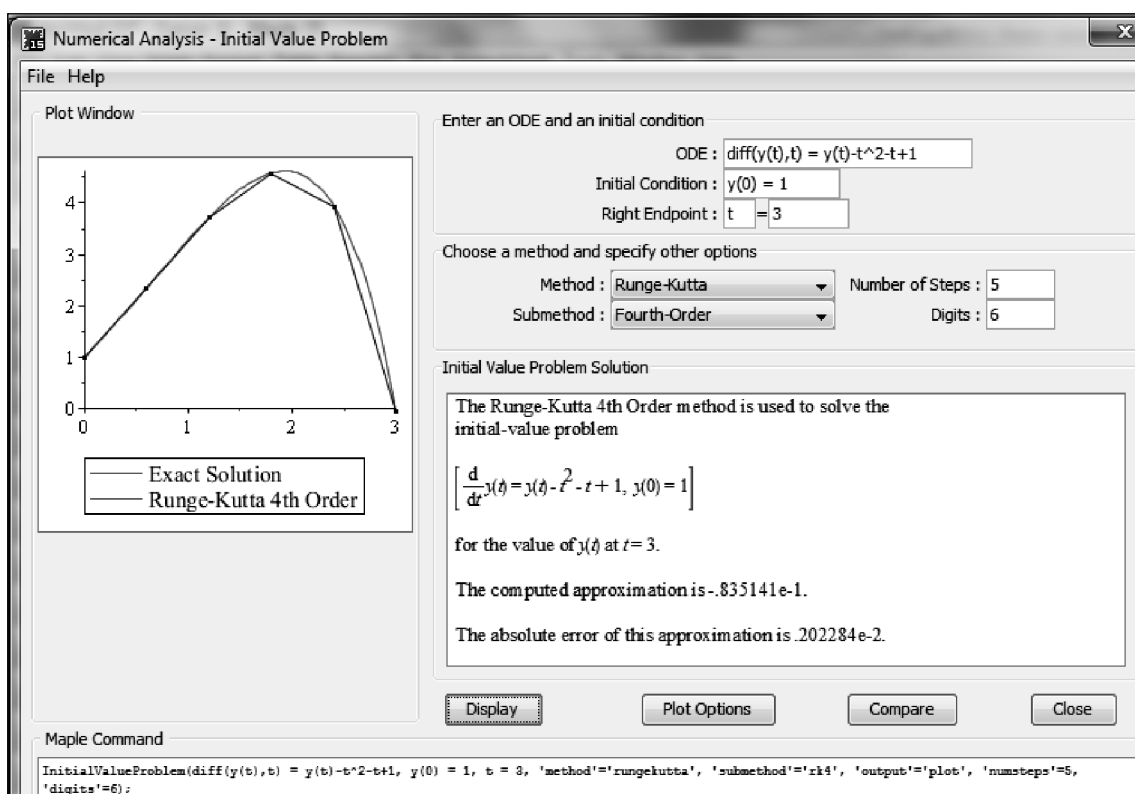 Numerical Analysis - Initial Value Problem
File Help
Plot Window
4
3
2
1
0
0 1 2 3
Exact Solution
Runge-Kutta 4th Order
Enter an ODE and an initial condition
ODE : diff(y(t),t) = y(t)-t^2-t+1
Initial Condition : y(0) = 1
Right Endpoint : t = 3
Choose a method and specify other options
Method : Runge-Kutta Number of Steps : 5
Submethod : Fourth-Order Digits : 6
Initial Value Problem Solution
The Runge-Kutta 4th Order method is used to solve the
initial-value problem
[d/dt y(t) = y(t) - t^2 - t + 1, y(0) = 1]
for the value of y(t) at t = 3.
The computed approximation is -.835141e-1.
The absolute error of this approximation is .202284e-2.
Display Plot Options Compare Close
Maple Command
InitialValueProblem(diff(y(t),t) = y(t)-t^2-t+1, y(0) = 1, t = 3, 'method'='rungekutta', 'submethod'='rk4', 'output'='plot', 'numsteps'=5,
'digits'=6);